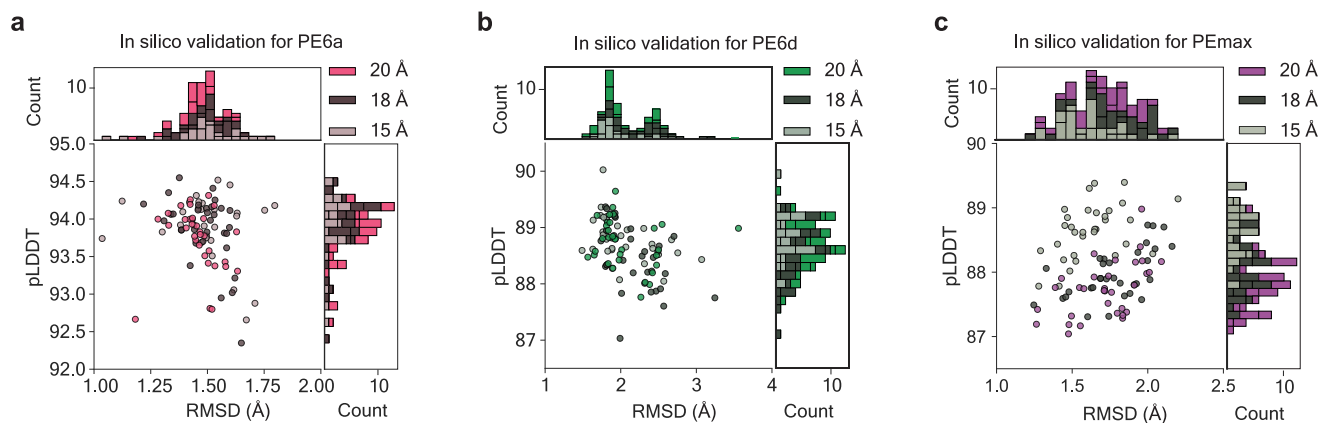 a
In silico validation for PE6a
20 Å
18 Å
15 Å
Count
10
95.0
94.5
94.0
93.5
93.0
92.5
92.0
pLDDT
1.00
1.25
1.50
1.75
2.00
RMSD (Å)
10
Count
b
In silico validation for PE6d
20 Å
18 Å
15 Å
Count
10
90
89
88
87
pLDDT
1
2
3
4
RMSD (Å)
10
Count
c
In silico validation for PEmax
20 Å
18 Å
15 Å
Count
10
90
89
88
87
pLDDT
1.0
1.5
2.0
2.5
RMSD (Å)
10
Count